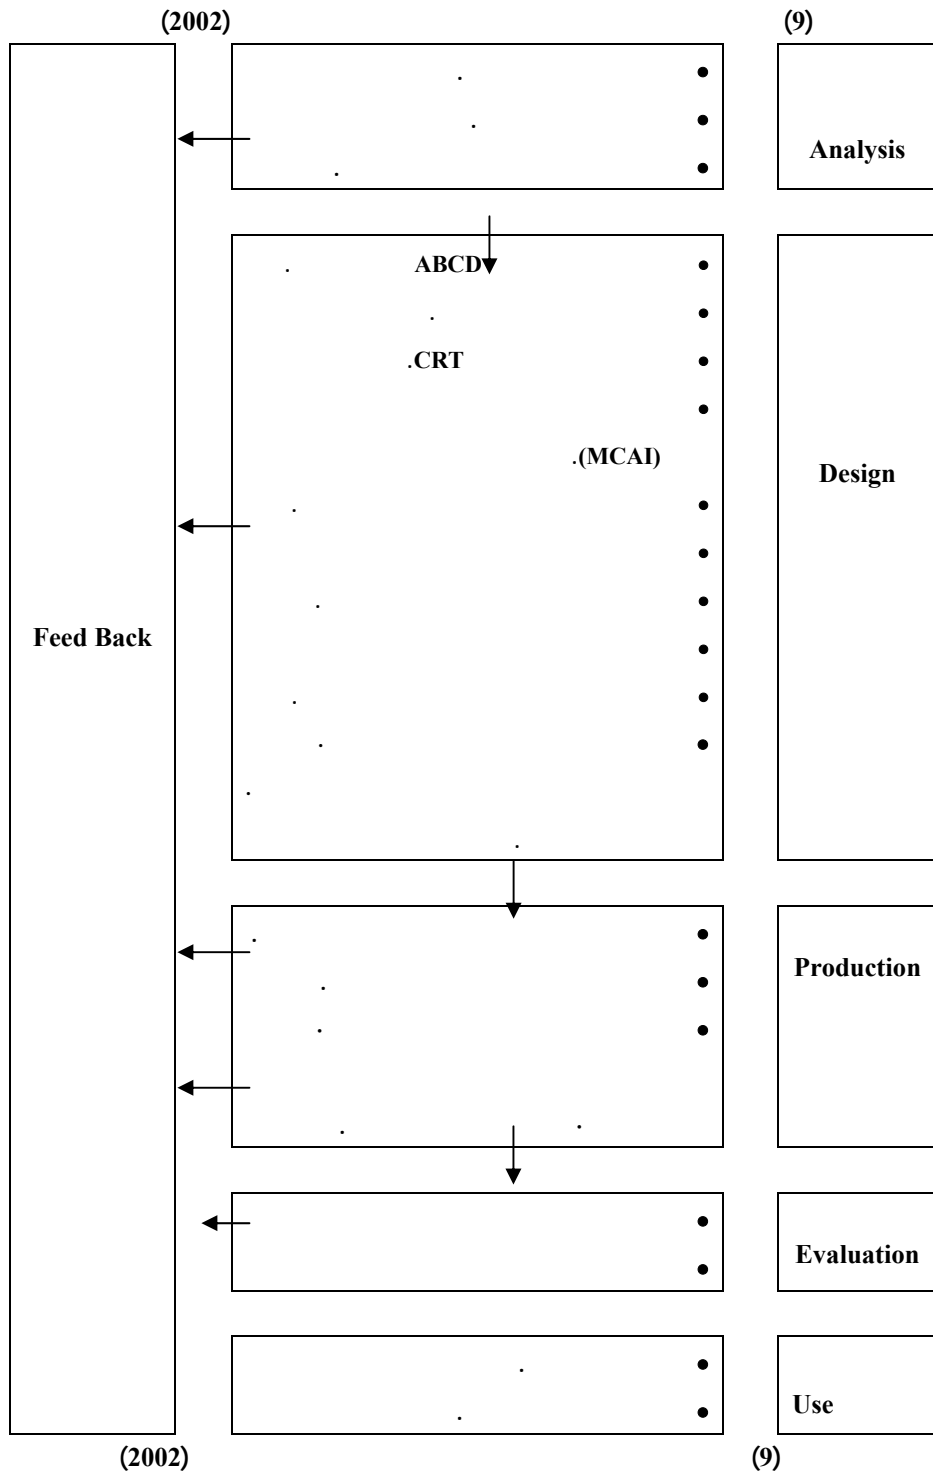 (2002) (9)
Analysis
ABCD
.CRT
.(MCAI)
Design
Feed Back
Production
Evaluation
Use
(2002) (9)